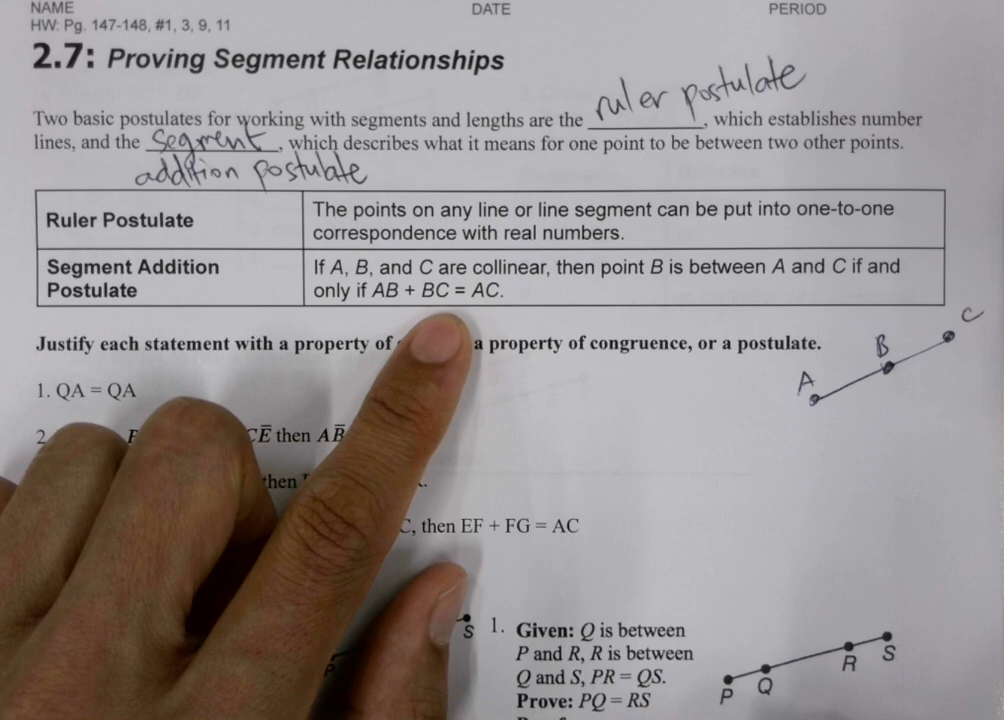 NAME DATE PERIOD
HW: Pg. 147-148, #1, 3, 9, 11
2.7: Proving Segment Relationships
Two basic postulates for working with segments and lengths are the ruler postulate, which establishes number
lines, and the segment, which describes what it means for one point to be between two other points.
addition postulate
Ruler Postulate
The points on any line or line segment can be put into one-to-one
correspondence with real numbers.
Segment Addition
Postulate
If A, B, and C are collinear, then point B is between A and C if and
only if AB + BC = AC.
C
B
A
Justify each statement with a property of a property of congruence, or a postulate.
1. QA = QA
2 CE̅ then AB̅
then
C, then EF + FG = AC
S
P
1. Given: Q is between
P and R, R is between
Q and S, PR = QS.
Prove: PQ = RS
P Q R S